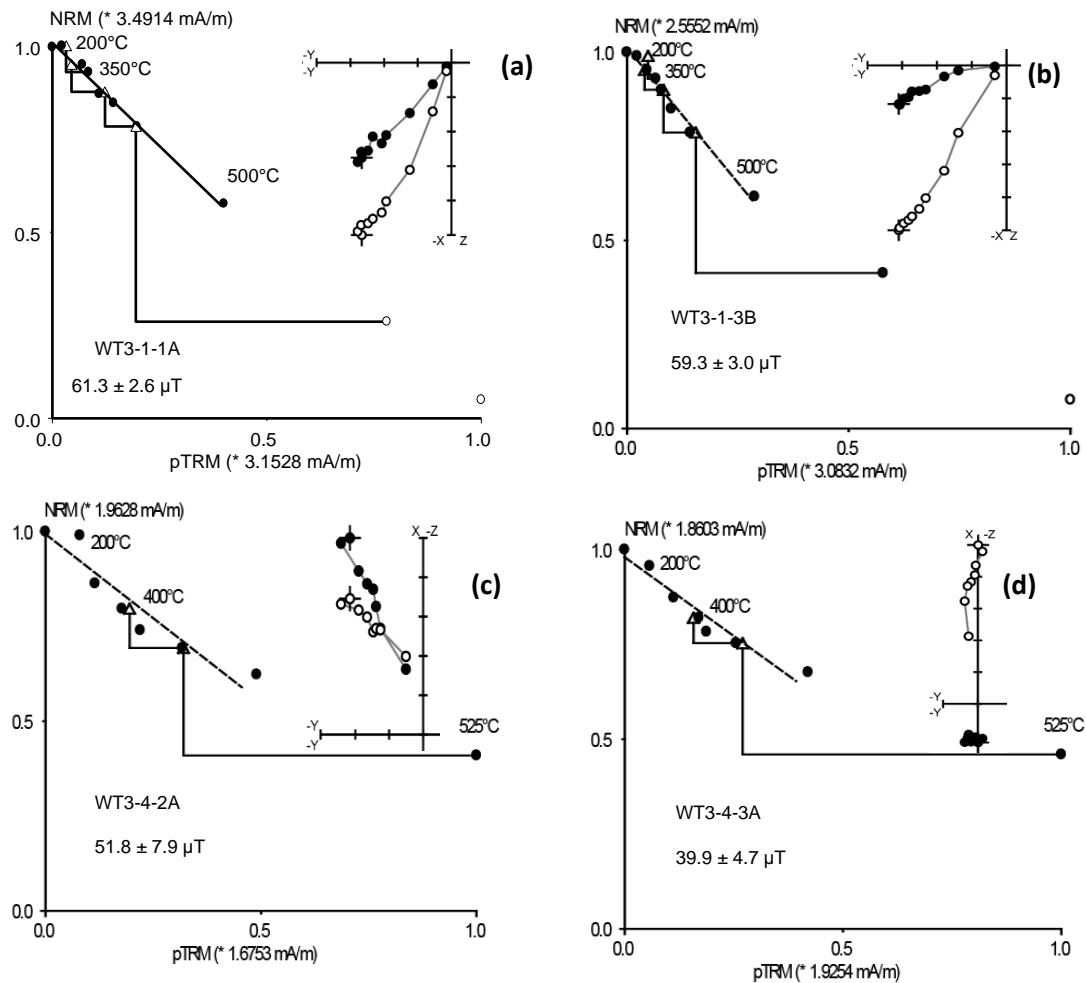 NRM (* 3.4914 mA/m)
1.0
200°C
350°C
500°C
0.5
0.0
0.0
0.5
1.0
pTRM (* 3.1528 mA/m)
WT3-1-1A
61.3 ± 2.6 µT
-Y
-Y
-X
Z
(a)
NRM (* 2.5552 mA/m)
1.0
200°C
350°C
500°C
0.5
0.0
0.0
0.5
1.0
pTRM (* 3.0832 mA/m)
WT3-1-3B
59.3 ± 3.0 µT
-Y
-Y
-X
Z
(b)
NRM (* 1.9628 mA/m)
1.0
200°C
400°C
525°C
0.5
0.0
0.0
0.5
1.0
pTRM (* 1.6753 mA/m)
WT3-4-2A
51.8 ± 7.9 µT
X
-Z
-Y
-Y
(c)
NRM (* 1.8603 mA/m)
1.0
200°C
400°C
525°C
0.5
0.0
0.0
0.5
1.0
pTRM (* 1.9254 mA/m)
WT3-4-3A
39.9 ± 4.7 µT
X
-Z
-Y
-Y
(d)